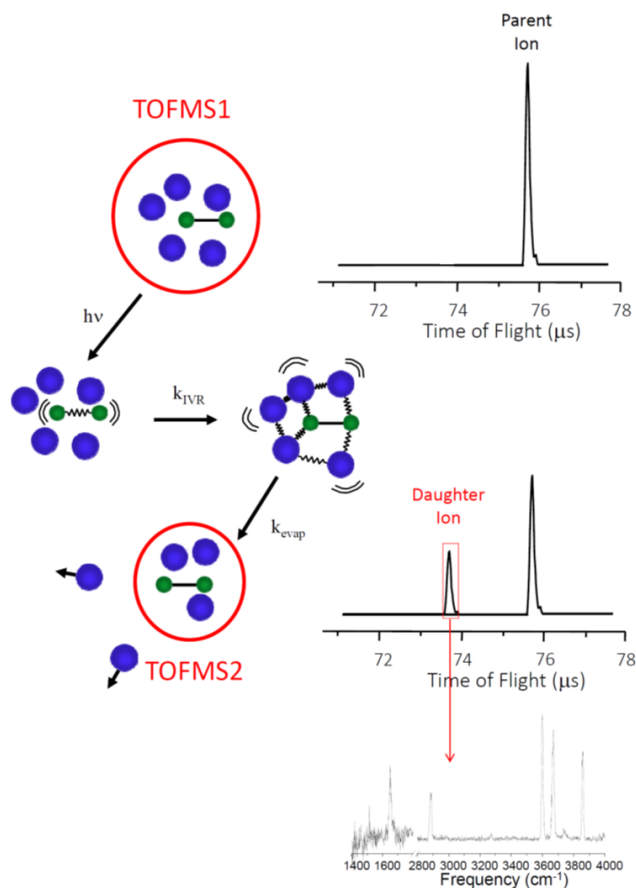 Parent
Ion
TOFMS1
72 74 76 78
Time of Flight (μs)
hν
k_IVR
Daughter
Ion
k_evap
TOFMS2
72 74 76 78
Time of Flight (μs)
1400 1600 2800 3000 3200 3400 3600 3800 4000
Frequency (cm⁻¹)